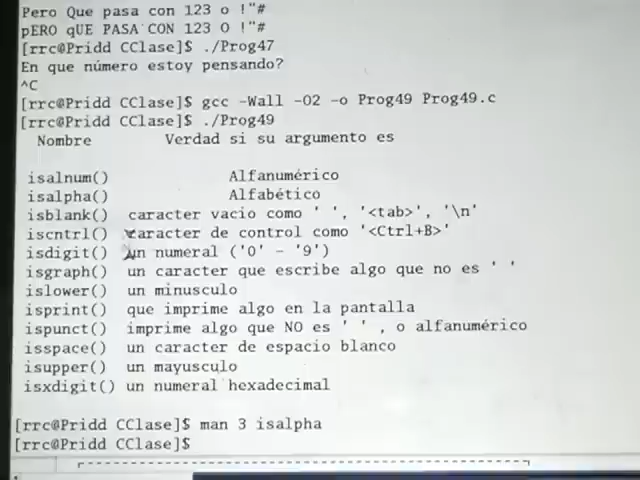 Pero Que pasa con 123 o !"#
pERO qUE PASA CON 123 O !"#
[rrc@Pridd CClase]$ ./Prog47
En que número estoy pensando?
^C
[rrc@Pridd CClase]$ gcc -Wall -O2 -o Prog49 Prog49.c
[rrc@Pridd CClase]$ ./Prog49
Nombre Verdad si su argumento es
isalnum() Alfanumérico
isalpha() Alfabético
isblank() caracter vacio como ' ', '<tab>', '\n'
iscntrl() caracter de control como '<Ctrl+B>'
isdigit() un numeral ('0' - '9')
isgraph() un caracter que escribe algo que no es ' '
islower() un minusculo
isprint() que imprime algo en la pantalla
ispunct() imprime algo que NO es ' ' , o alfanumérico
isspace() un caracter de espacio blanco
isupper() un mayusculo
isxdigit() un numeral hexadecimal
[rrc@Pridd CClase]$ man 3 isalpha
[rrc@Pridd CClase]$